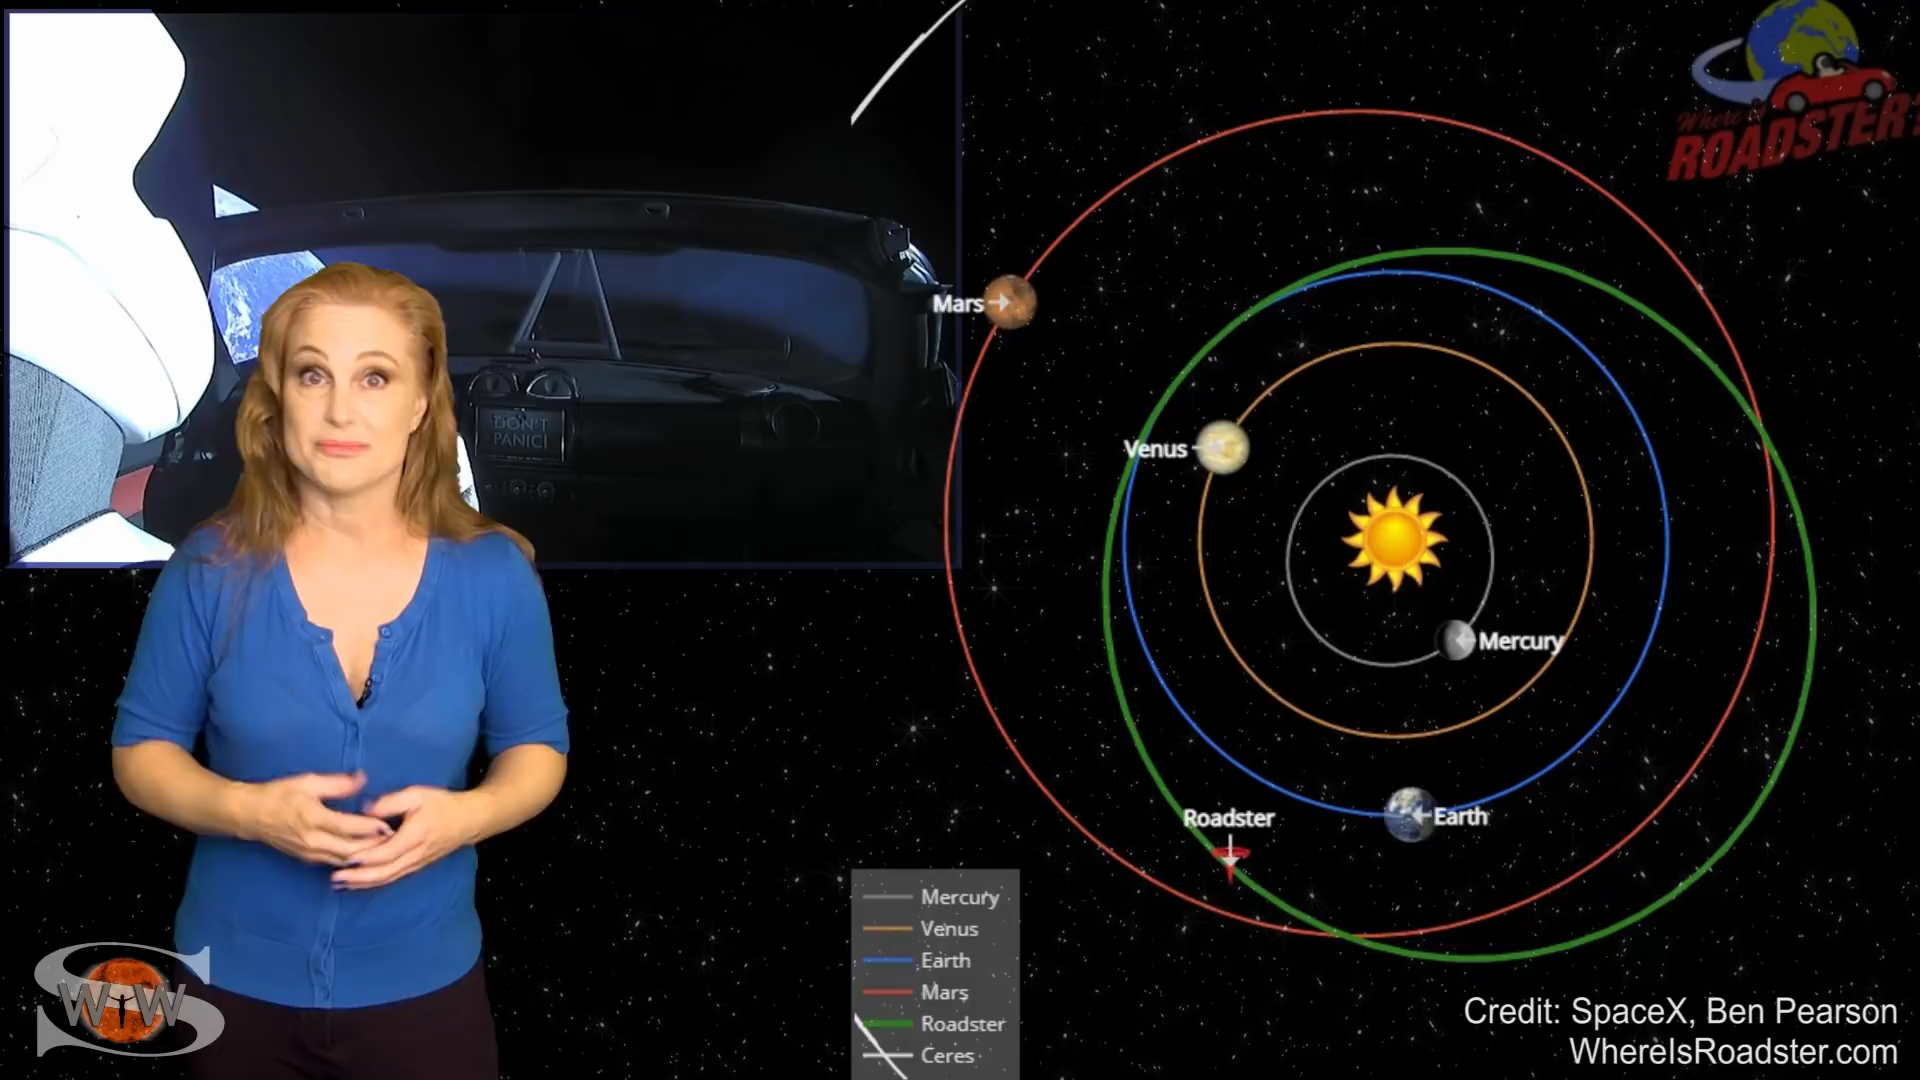 Where is
ROADSTER?
DON'T
PANIC!
Mars
Venus
Mercury
Roadster
Earth
Mercury
Venus
Earth
Mars
Roadster
Ceres
SWTW
Credit: SpaceX, Ben Pearson
WhereIsRoadster.com